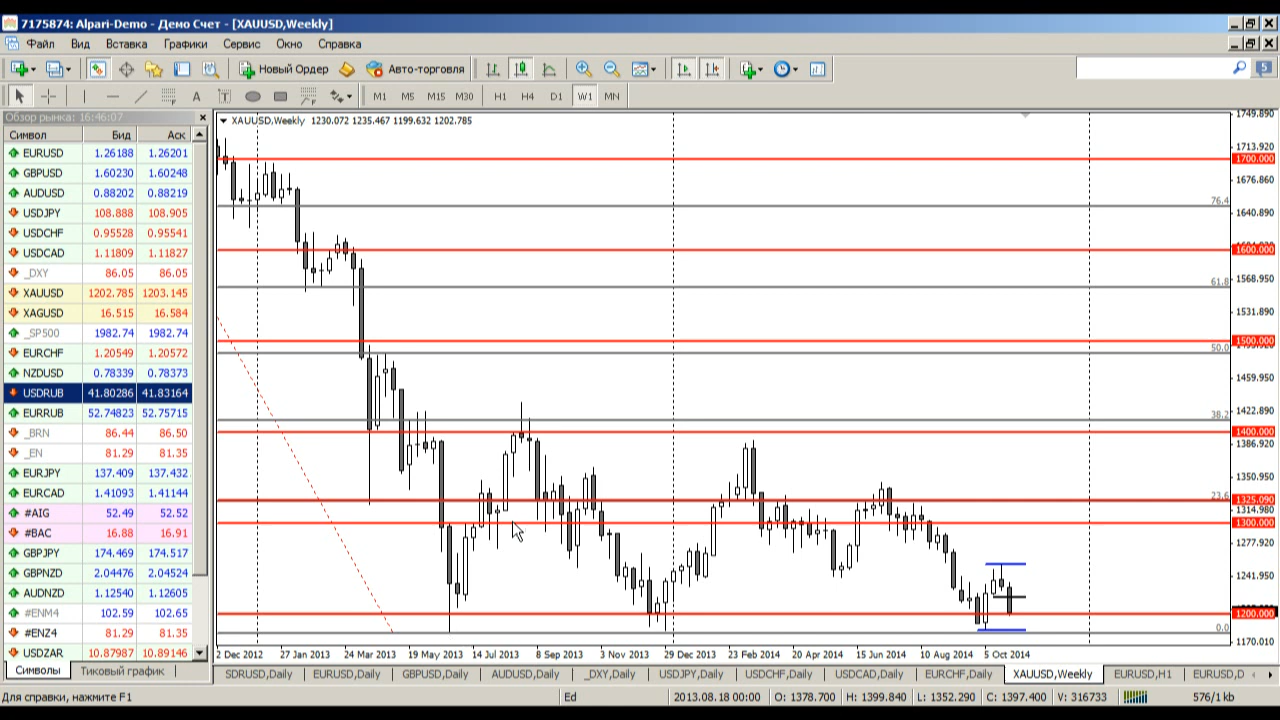 7175874: Alpari-Demo - Демо Счет - [XAUUSD,Weekly]
Файл Вид Вставка Графики Сервис Окно Справка
Новый Ордер Авто-торговля 5
A T M1 M5 M15 M30 H1 H4 D1 W1 MN
Обзор рынка: 16:46:07
Символ Бид Аск
EURUSD 1.26188 1.26201
GBPUSD 1.60230 1.60248
AUDUSD 0.88202 0.88219
USDJPY 108.888 108.905
USDCHF 0.95528 0.95541
USDCAD 1.11809 1.11827
_DXY 86.05 86.05
XAUUSD 1202.785 1203.145
XAGUSD 16.515 16.584
_SP500 1982.74 1982.74
EURCHF 1.20549 1.20572
NZDUSD 0.78339 0.78373
USDRUB 41.80286 41.83164
EURRUB 52.74823 52.75715
_BRN 86.44 86.50
_EN 81.29 81.35
EURJPY 137.409 137.432
EURCAD 1.41093 1.41144
#AIG 52.49 52.52
#BAC 16.88 16.91
GBPJPY 174.469 174.517
GBPNZD 2.04476 2.04524
AUDNZD 1.12540 1.12605
#ENM4 102.59 102.65
#ENZ4 81.29 81.35
USDZAR 10.87987 10.89146
Символы Тиковый график
XAUUSD,Weekly 1230.072 1235.467 1199.632 1202.785
1749.890
1713.920
1700.000
1676.860
76.4
1640.890
1600.000
61.8
1568.950
1531.890
1500.000
50.0
1459.950
38.2
1422.890
1400.000
1386.920
1350.950
23.6
1325.090
1314.980
1300.000
1277.920
1241.950
1200.000
0.0
1170.010
2 Dec 2012 27 Jan 2013 24 Mar 2013 19 May 2013 14 Jul 2013 8 Sep 2013 3 Nov 2013 29 Dec 2013 23 Feb 2014 20 Apr 2014 15 Jun 2014 10 Aug 2014 5 Oct 2014
SDRUSD,Daily EURUSD,Daily GBPUSD,Daily AUDUSD,Daily _DXY,Daily USDJPY,Daily USDCHF,Daily USDCAD,Daily EURCHF,Daily XAUUSD,Weekly EURUSD,H1 EURUSD,D
Для справки, нажмите F1 Ed 2013.08.18 00:00 O: 1378.700 H: 1399.840 L: 1352.290 C: 1397.400 V: 316733 576/1 kb